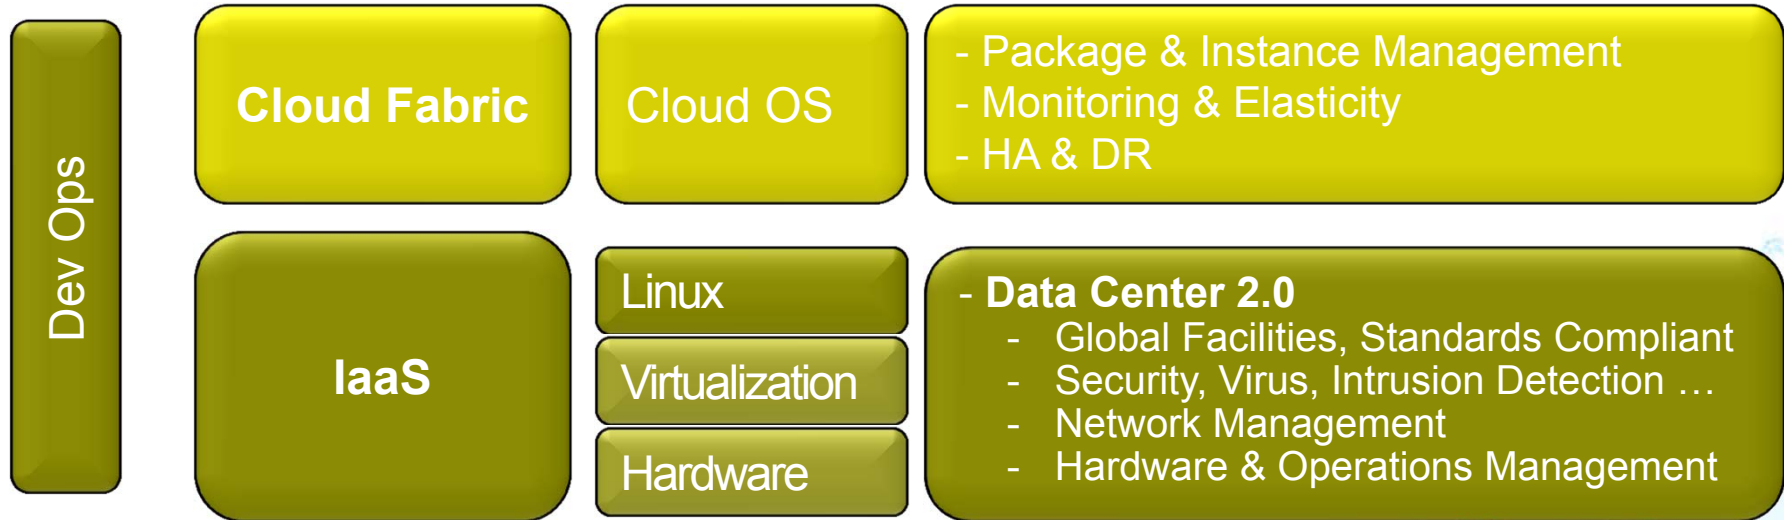 Dev Ops
Cloud Fabric
Cloud OS
- Package & Instance Management
- Monitoring & Elasticity
- HA & DR
IaaS
Linux
Virtualization
Hardware
- Data Center 2.0
- Global Facilities, Standards Compliant
- Security, Virus, Intrusion Detection …
- Network Management
- Hardware & Operations Management